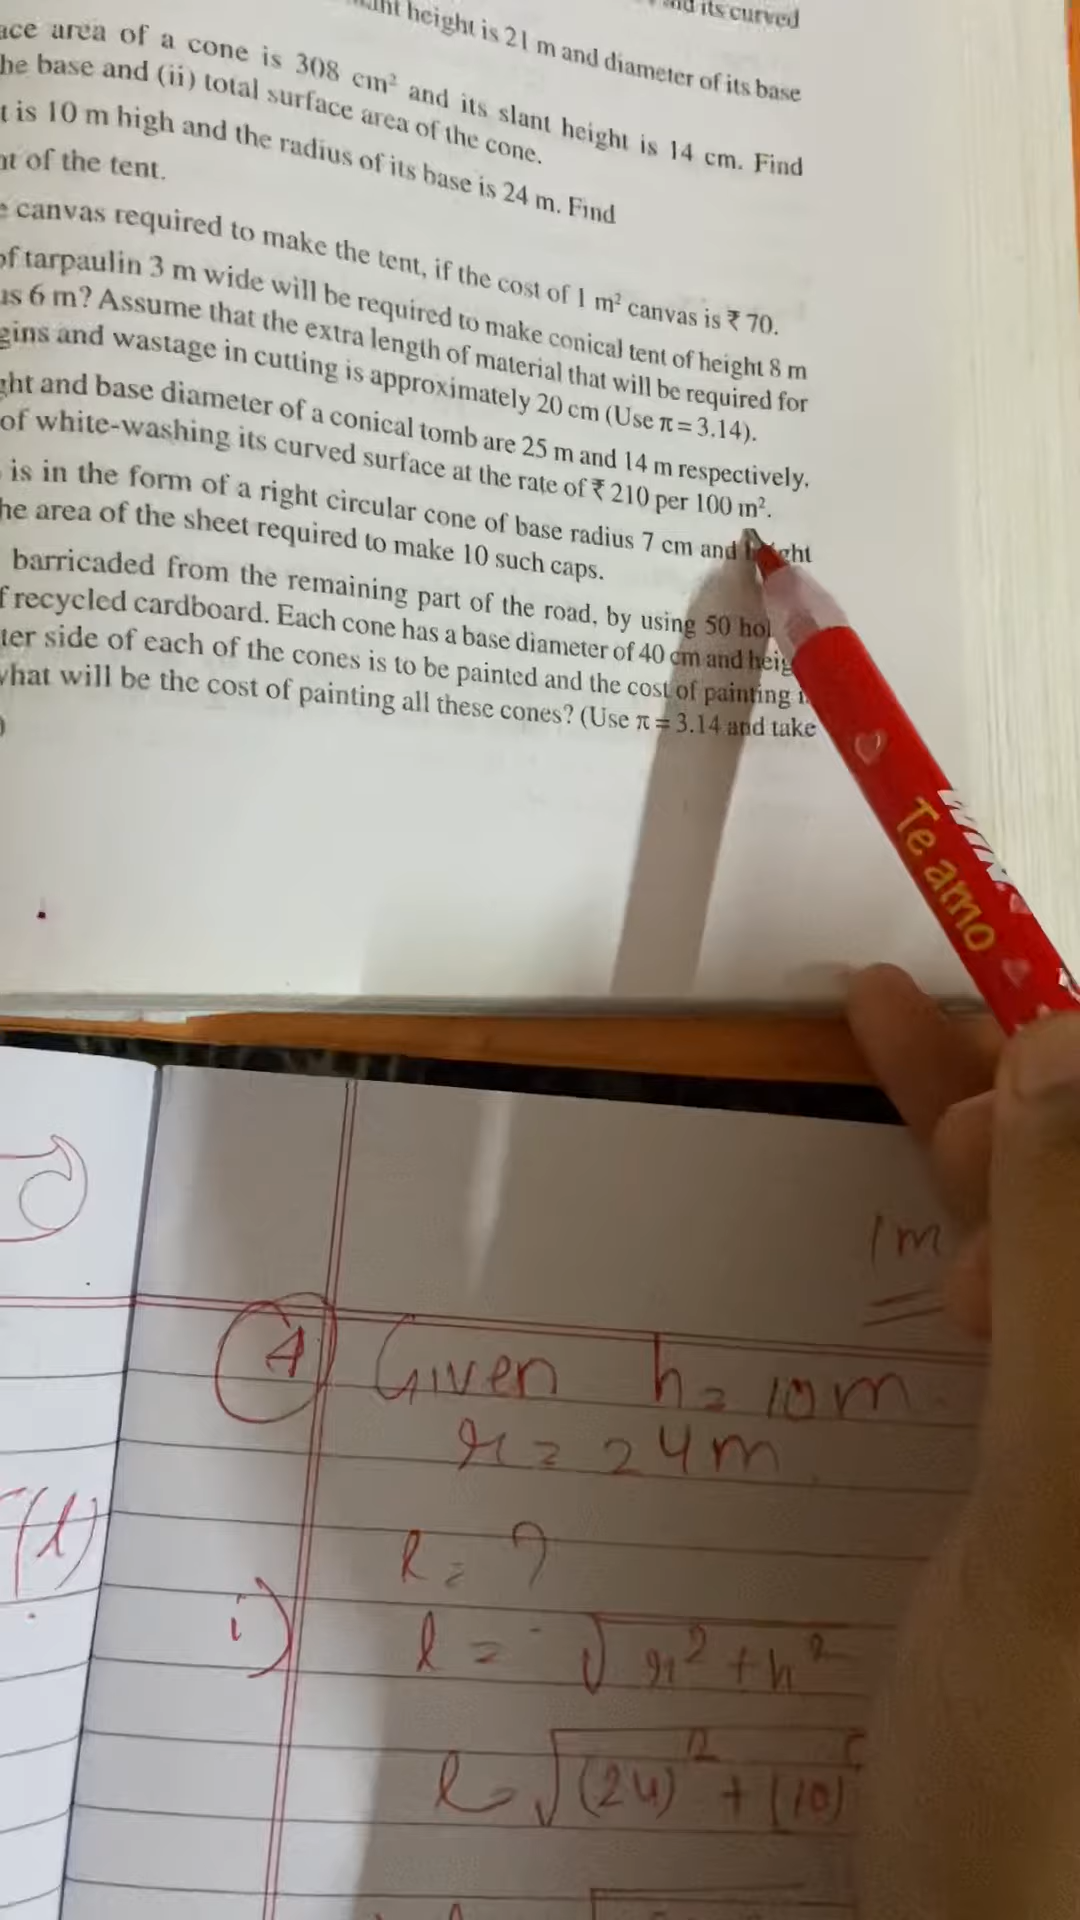 its curved
height is 21 m and diameter of its base
area of a cone is 308 cm² and its slant height is 14 cm. Find
base and (ii) total surface area of the cone.
is 10 m high and the radius of its base is 24 m. Find
of the tent.
canvas required to make the tent, if the cost of 1 m² canvas is ₹ 70.
of tarpaulin 3 m wide will be required to make conical tent of height 8 m
6 m? Assume that the extra length of material that will be required for
and wastage in cutting is approximately 20 cm (Use π = 3.14).
and base diameter of a conical tomb are 25 m and 14 m respectively.
of white-washing its curved surface at the rate of ₹ 210 per 100 m².
is in the form of a right circular cone of base radius 7 cm and height
area of the sheet required to make 10 such caps.
barricaded from the remaining part of the road, by using 50
recycled cardboard. Each cone has a base diameter of 40 cm and
side of each of the cones is to be painted and the cost of painting
what will be the cost of painting all these cones? (Use π = 3.14 and take
)
Te amo
1m
4) Given h = 10m.
r = 24m.
l = ?
(l)
i) l = √r² + h²
l = √(24)² + (10)